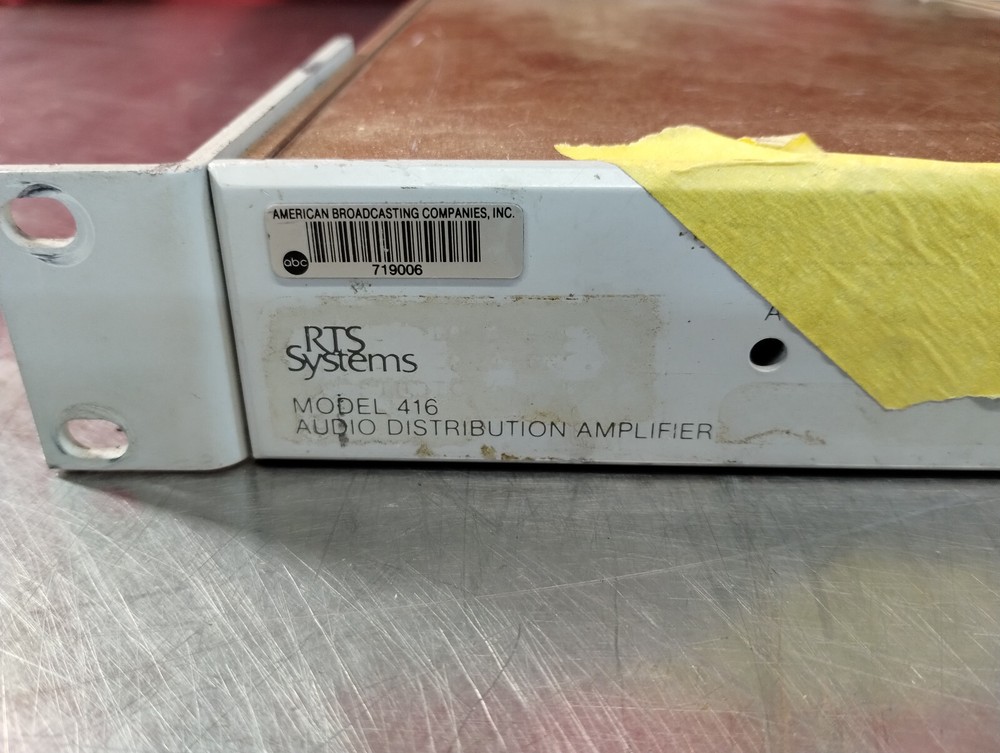 AMERICAN BROADCASTING COMPANIES, INC.
abc
719006
A
RTS
Systems
MODEL 416
AUDIO DISTRIBUTION AMPLIFIER